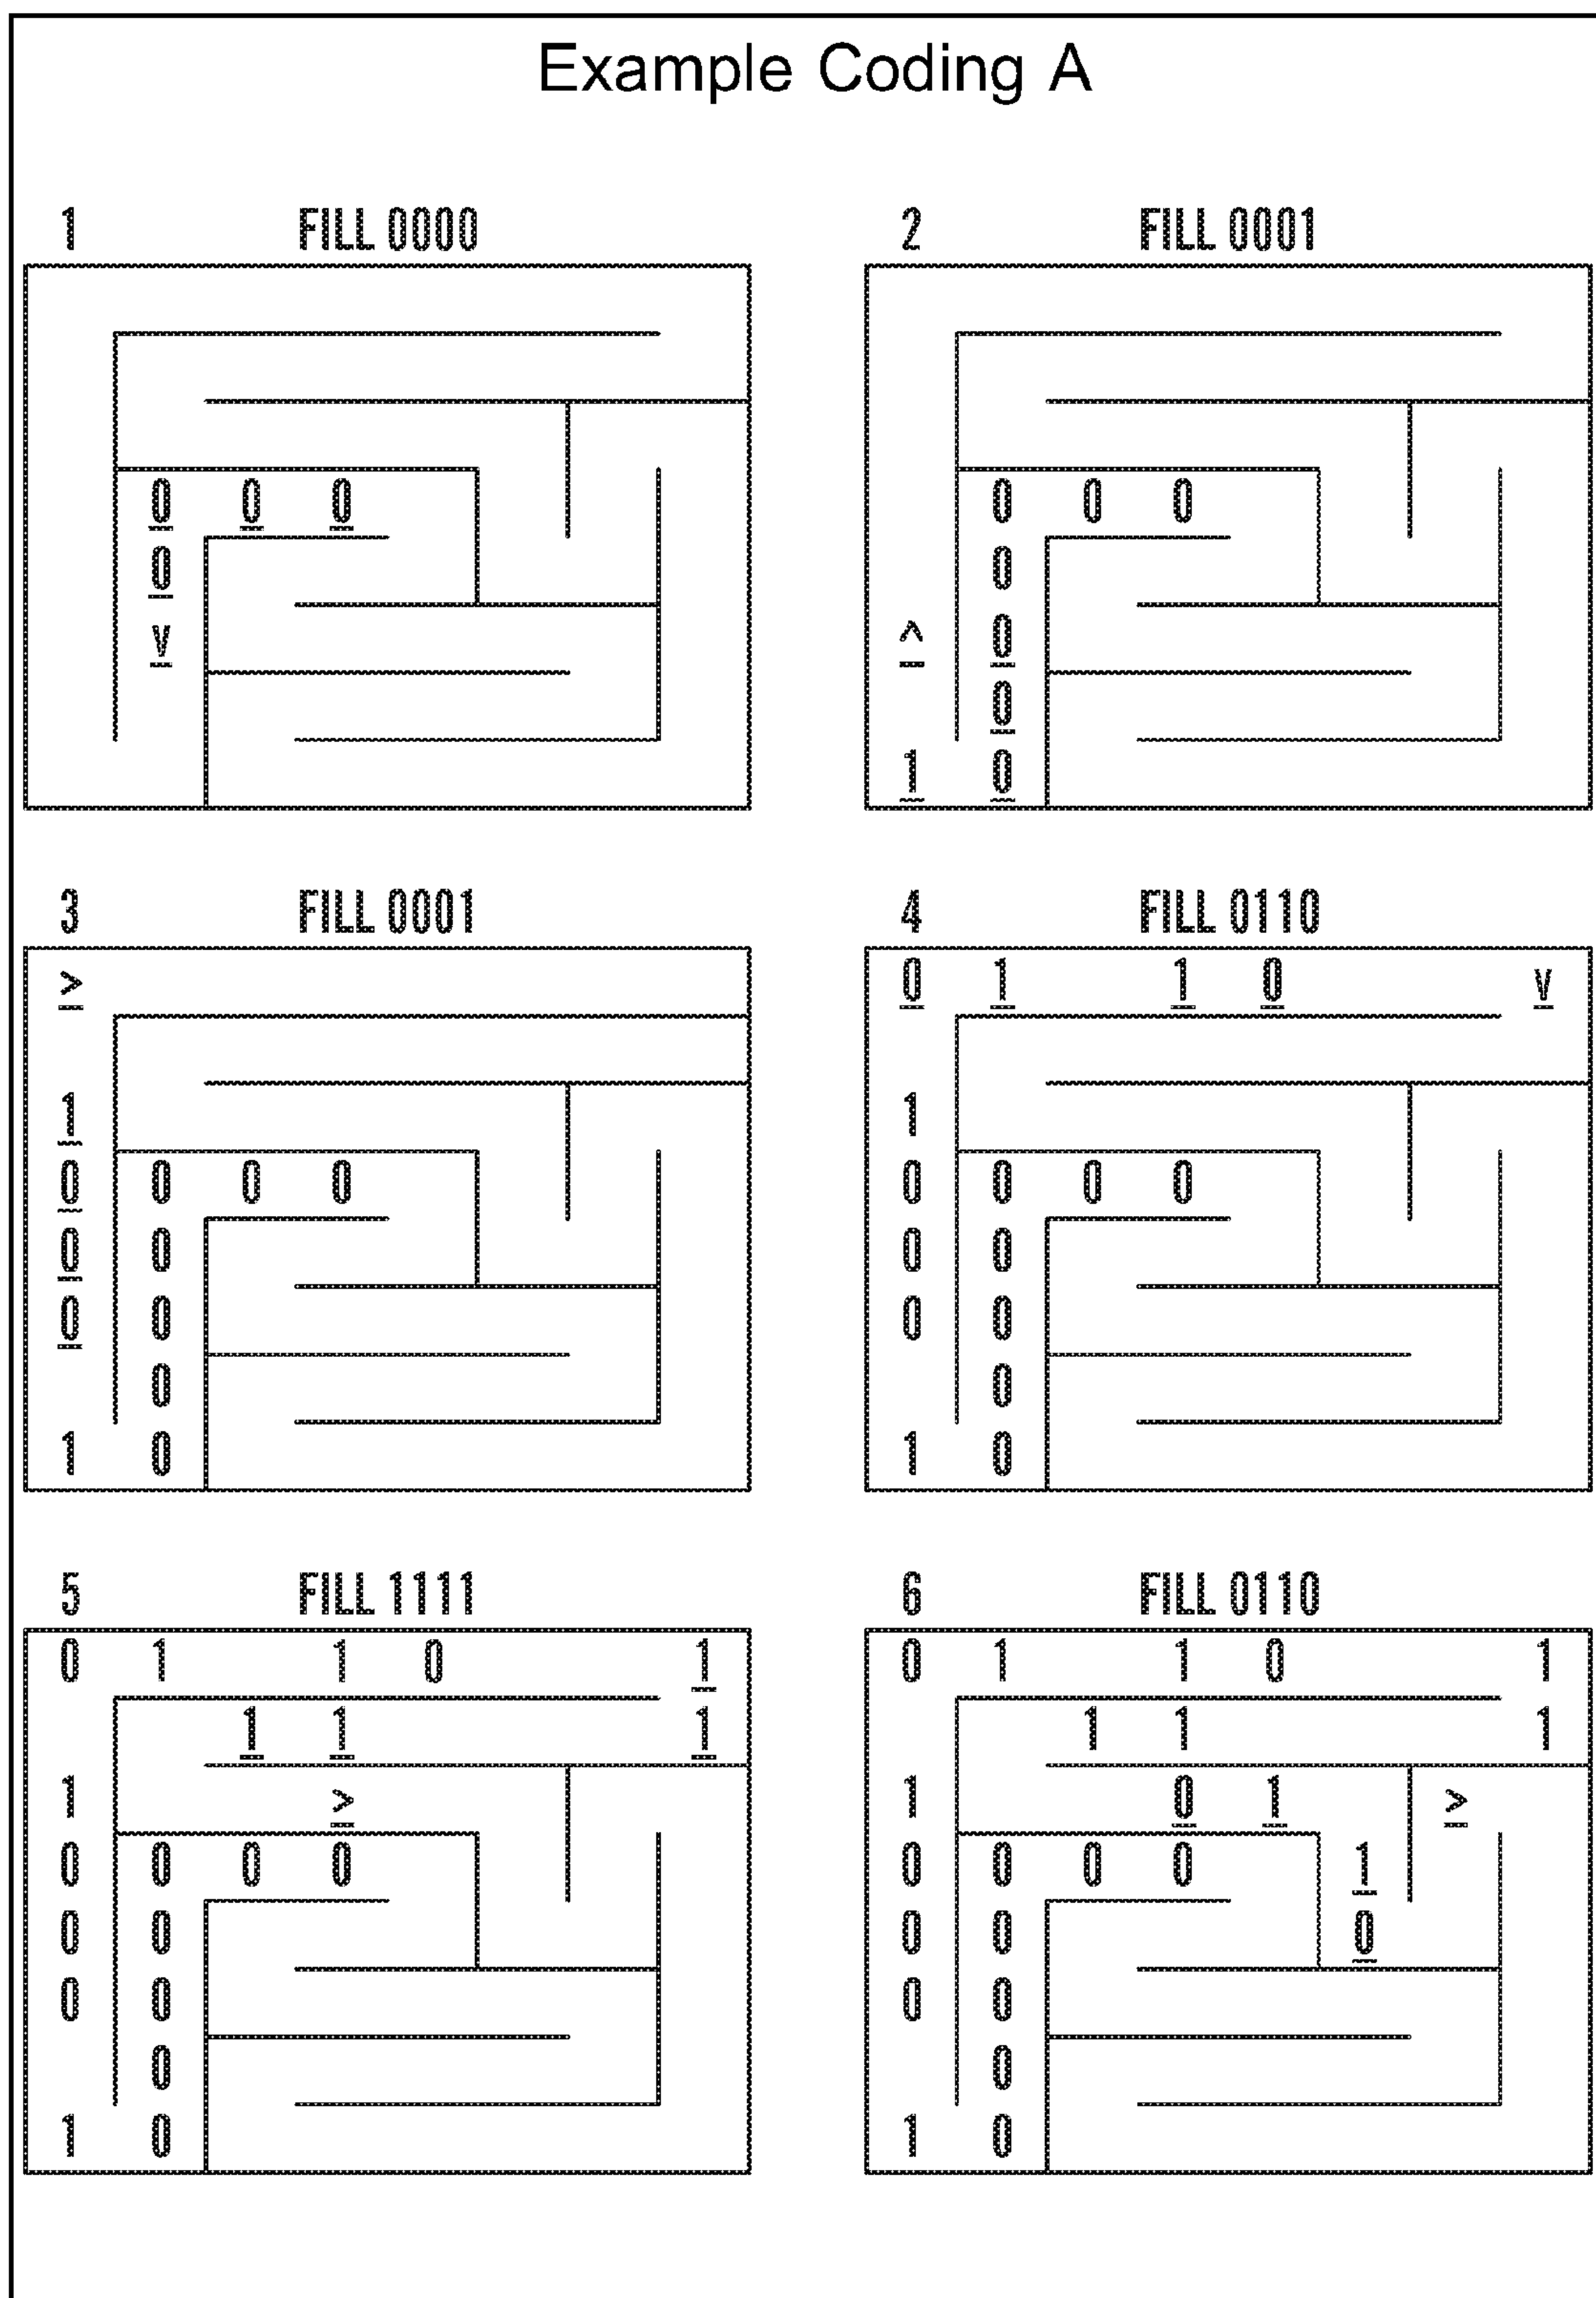 Example Coding A
1 FILL 0000
0 0 0
0
v
2 FILL 0001
0 0 0
0
^ 0
0
1 0
3 FILL 0001
>
1
0 0 0 0
0 0
0 0
0
1 0
4 FILL 0110
0 1 1 0 v
1
0 0 0 0
0 0
0 0
0
1 0
5 FILL 1111
0 1 1 0 1
1 1 1
1 >
0 0 0 0
0 0
0 0
0
1 0
6 FILL 0110
0 1 1 0 1
1 1 1
1 0 1 >
0 0 0 0 1
0 0 0
0 0
0
1 0